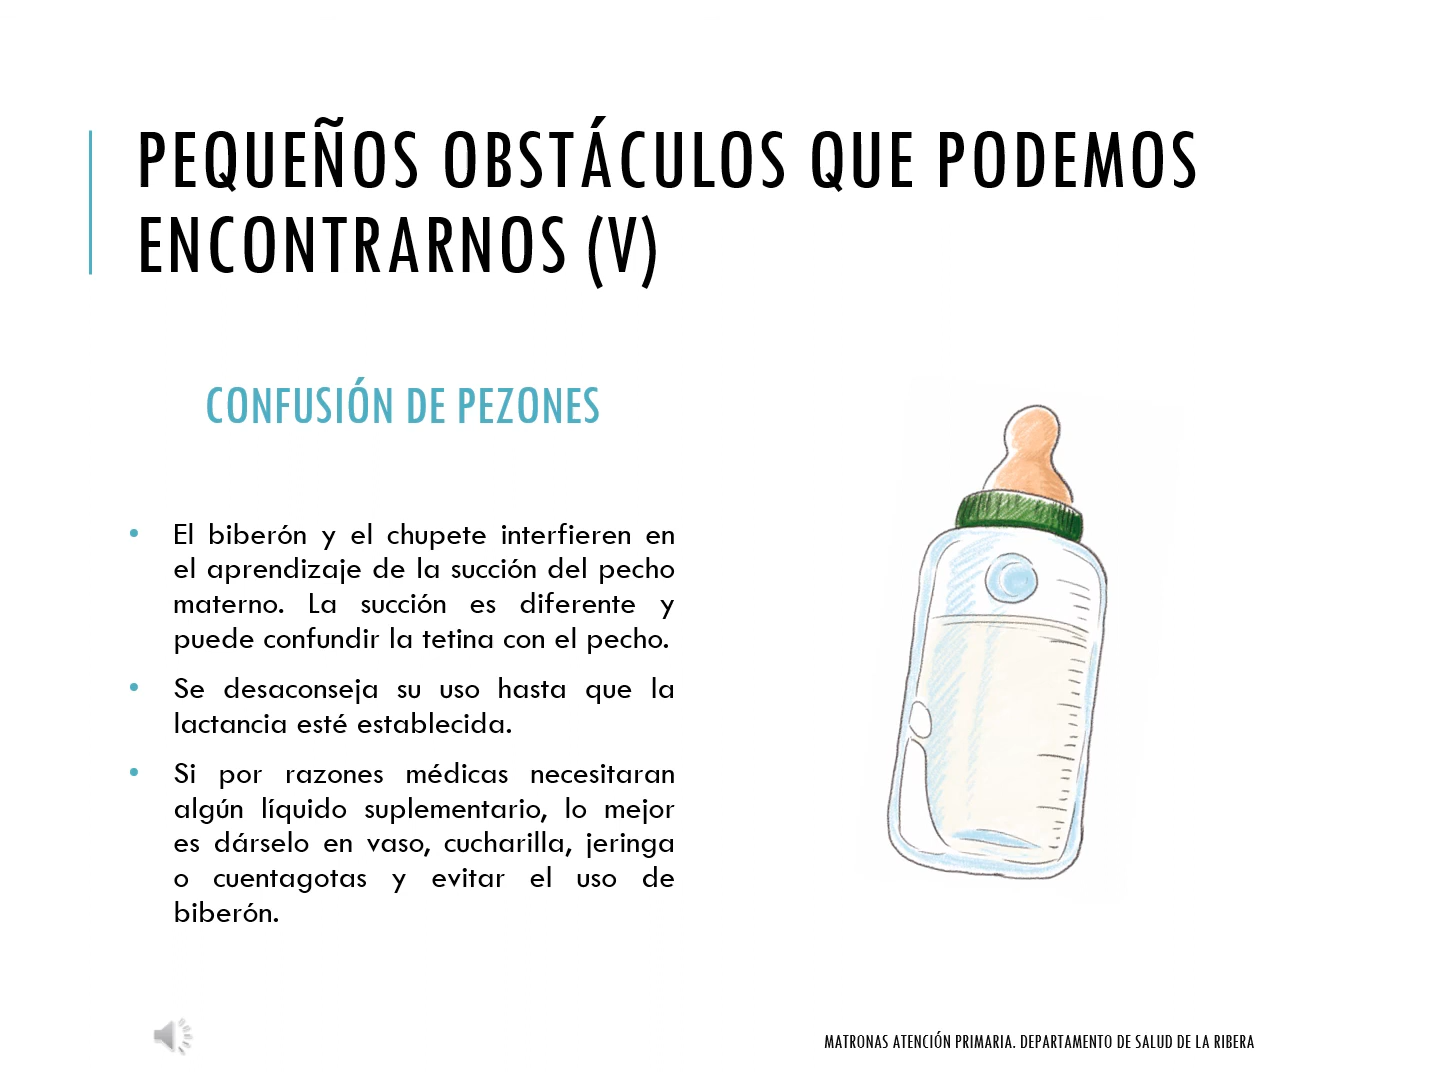 PEQUEÑOS OBSTÁCULOS QUE PODEMOS
ENCONTRARNOS (V)
CONFUSIÓN DE PEZONES
• El biberón y el chupete interfieren en
el aprendizaje de la succión del pecho
materno. La succión es diferente y
puede confundir la tetina con el pecho.
• Se desaconseja su uso hasta que la
lactancia esté establecida.
• Si por razones médicas necesitaran
algún líquido suplementario, lo mejor
es dárselo en vaso, cucharilla, jeringa
o cuentagotas y evitar el uso de
biberón.
MATRONAS ATENCIÓN PRIMARIA. DEPARTAMENTO DE SALUD DE LA RIBERA